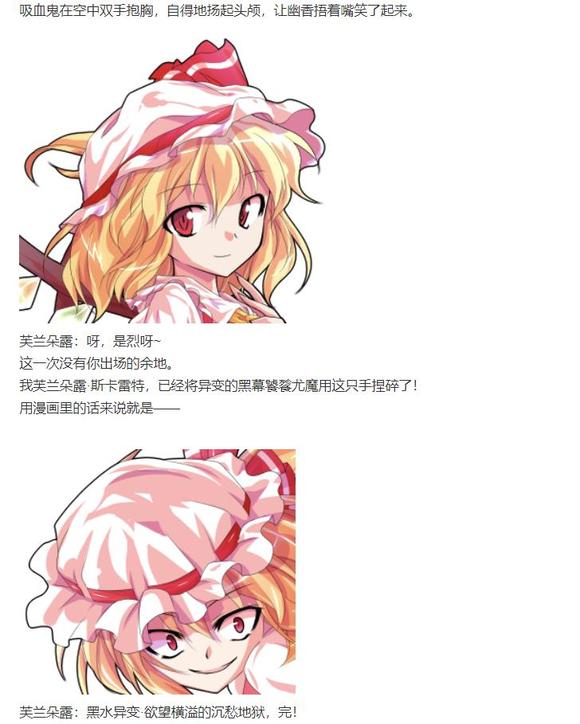 吸血鬼在空中双手抱胸，自得地扬起头颅，让幽香捂着嘴笑了起来。
芙兰朵露：呀，是烈呀~
这一次没有你出场的余地。
我芙兰朵露·斯卡雷特，已经将异变的黑幕饕餮尤魔用这只手捏碎了！
用漫画里的话来说就是——
芙兰朵露：黑水异变·欲望横溢的沉愁地狱，完！